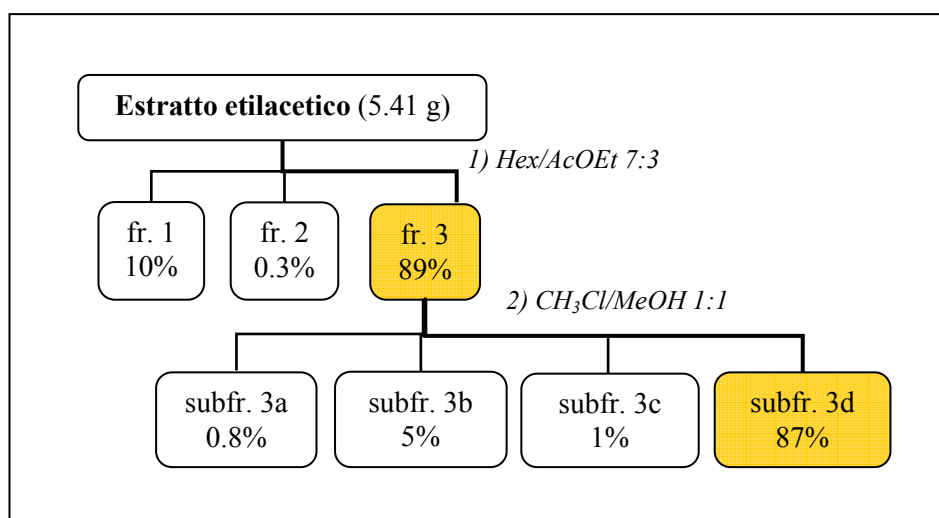 Estratto etilacetico (5.41 g)
1) Hex/AcOEt 7:3
fr. 1
10%
fr. 2
0.3%
fr. 3
89%
2) CH₃Cl/MeOH 1:1
subfr. 3a
0.8%
subfr. 3b
5%
subfr. 3c
1%
subfr. 3d
87%